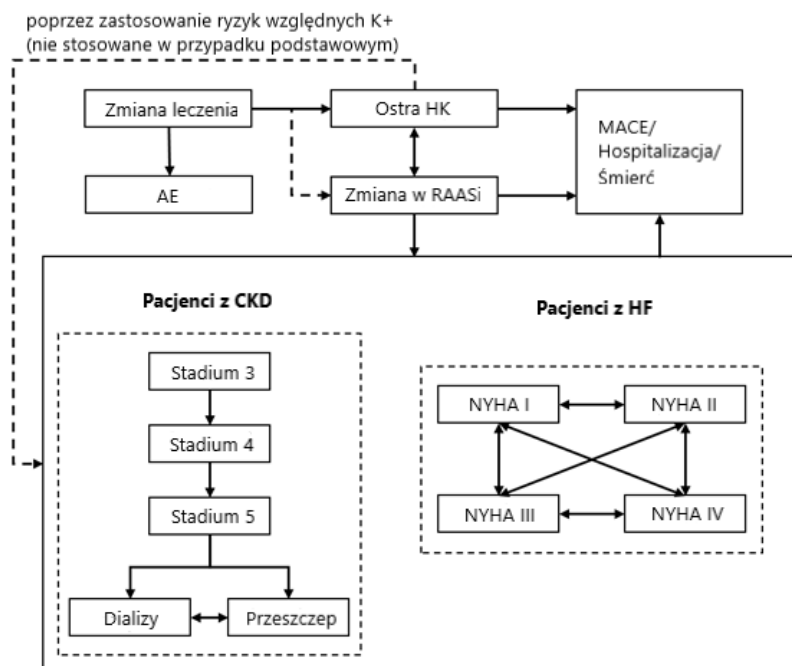 poprzez zastosowanie ryzyk względnych K+
(nie stosowane w przypadku podstawowym)
Zmiana leczenia
Ostra HK
MACE/
Hospitalizacja/
Śmierć
AE
Zmiana w RAASi
Pacjenci z CKD
Pacjenci z HF
Stadium 3
Stadium 4
Stadium 5
Dializy
Przeszczep
NYHA I
NYHA II
NYHA III
NYHA IV